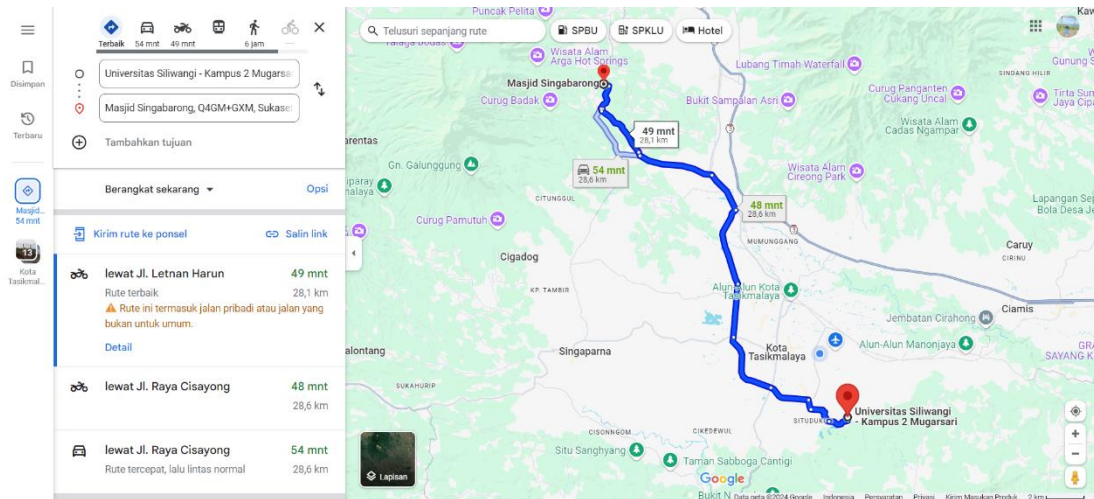 Disimpan
Terbaru
Masjid...
54 mnt
13
Kota
Tasikmal...
Terbaik
54 mnt
49 mnt
6 jam
Universitas Siliwangi - Kampus 2 Mugarsa
Masjid Singabarong, Q4GM+GXM, Sukase
Tambahkan tujuan
Berangkat sekarang
Opsi
Kirim rute ke ponsel
Salin link
lewat Jl. Letnan Harun
49 mnt
Rute terbaik
28,1 km
Rute ini termasuk jalan pribadi atau jalan yang
bukan untuk umum.
Detail
lewat Jl. Raya Cisayong
48 mnt
28,6 km
lewat Jl. Raya Cisayong
54 mnt
Rute tercepat, lalu lintas normal
28,6 km
Telusuri sepanjang rute
SPBU
SPKLU
Hotel
Puncak Pelita
Kaw
Wisata Alam
Arga Hot Springs
Lubang Timah Waterfall
SINDANG HILIR
Masjid Singabarong
Curug Badak
Bukit Sampalan Asri
Curug Panganten
Cukang Uncal
Tirta Sum
Jaya Cipa
Wisata Alam
Cadas Ngampar
arentas
49 mnt
28,1 km
Gn. Galunggung
54 mnt
28,6 km
Wisata Alam
Cireong Park
CITUNGGUL
48 mnt
28,6 km
Lapangan Sep
Bola Desa Je
Curug Pamutuh
MUMUNGGANG
Caruy
CIRINU
Cigadog
Alun-Alun Kota
Tasikmalaya
KP. TAMBIR
Ciamis
Jembatan Cirahong
alontang
Singaparna
Kota
Tasikmalaya
Alun-Alun Manonjaya
SAYANG K
SUKAHURIP
Universitas Siliwangi
- Kampus 2 Mugarsari
CISONNGOM
CIKEDEWUL
Situ Sanghyang
Taman Sabboga Cantigi
Lapisan
Google
Bukit N
Data peta ©2024 Google
Indonesia
Persyaratan
Privasi
Kirim Masukan Produk
2 km